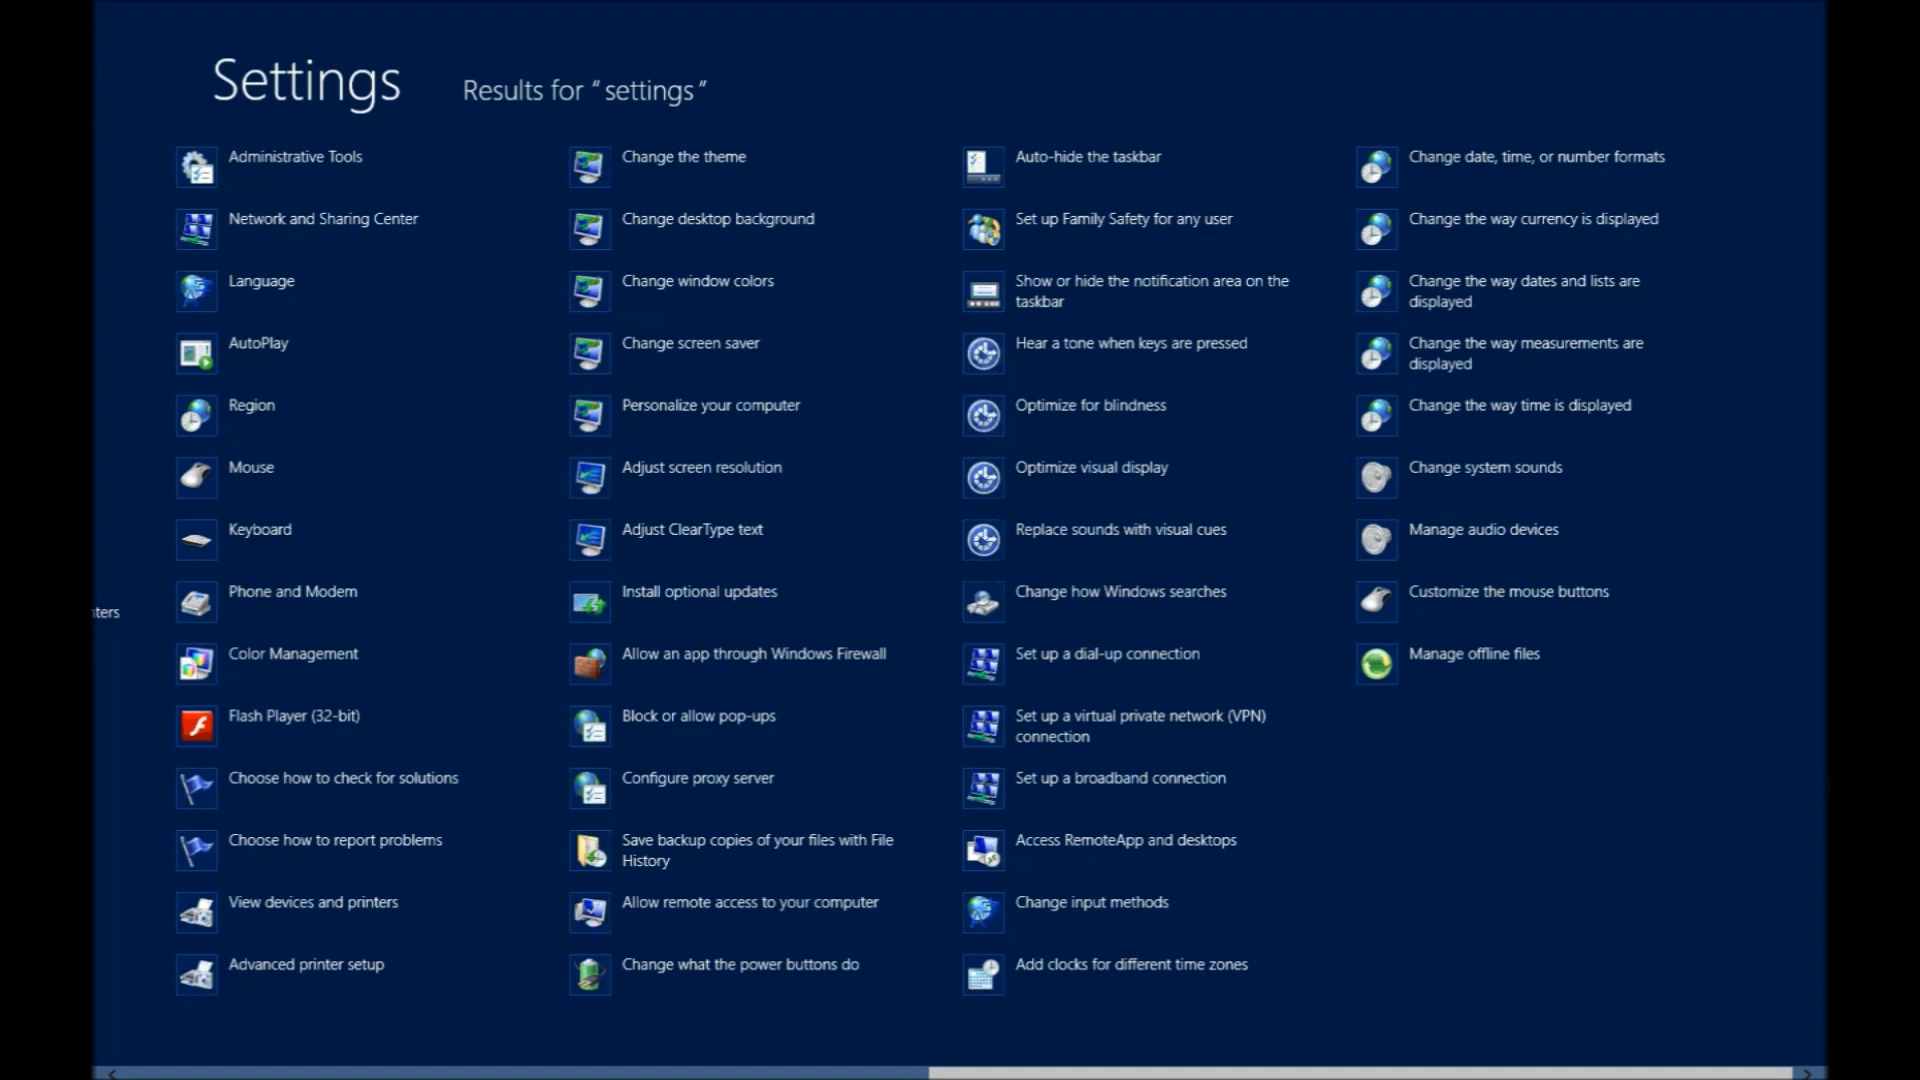 Settings
Results for " settings "
Administrative Tools
Network and Sharing Center
Language
AutoPlay
Region
Mouse
Keyboard
Phone and Modem
nters
Color Management
Flash Player (32-bit)
Choose how to check for solutions
Choose how to report problems
View devices and printers
Advanced printer setup
Change the theme
Change desktop background
Change window colors
Change screen saver
Personalize your computer
Adjust screen resolution
Adjust ClearType text
Install optional updates
Allow an app through Windows Firewall
Block or allow pop-ups
Configure proxy server
Save backup copies of your files with File
History
Allow remote access to your computer
Change what the power buttons do
Auto-hide the taskbar
Set up Family Safety for any user
Show or hide the notification area on the
taskbar
Hear a tone when keys are pressed
Optimize for blindness
Optimize visual display
Replace sounds with visual cues
Change how Windows searches
Set up a dial-up connection
Set up a virtual private network (VPN)
connection
Set up a broadband connection
Access RemoteApp and desktops
Change input methods
Add clocks for different time zones
Change date, time, or number formats
Change the way currency is displayed
Change the way dates and lists are
displayed
Change the way measurements are
displayed
Change the way time is displayed
Change system sounds
Manage audio devices
Customize the mouse buttons
Manage offline files